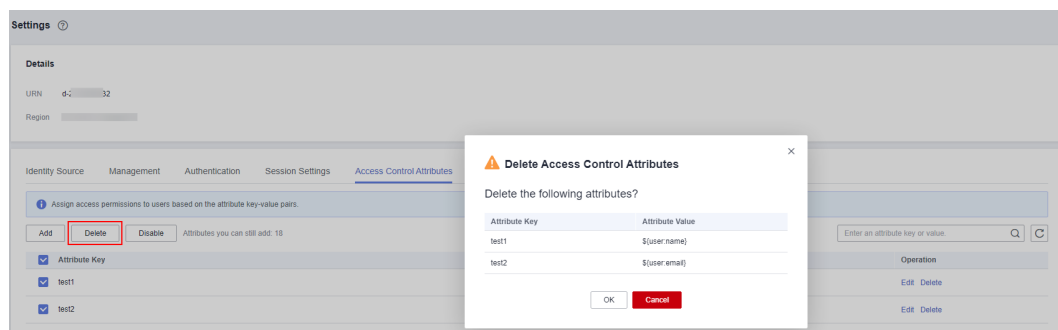 Settings
Details
URN d-2 32
Region
Identity Source Management Authentication Session Settings Access Control Attributes
Assign access permissions to users based on the attribute key-value pairs.
Add Delete Disable Attributes you can still add: 18
Enter an attribute key or value.
Attribute Key Operation
test1 Edit Delete
test2 Edit Delete
Delete Access Control Attributes
Delete the following attributes?
Attribute Key Attribute Value
test1 ${user:name}
test2 ${user:email}
OK Cancel